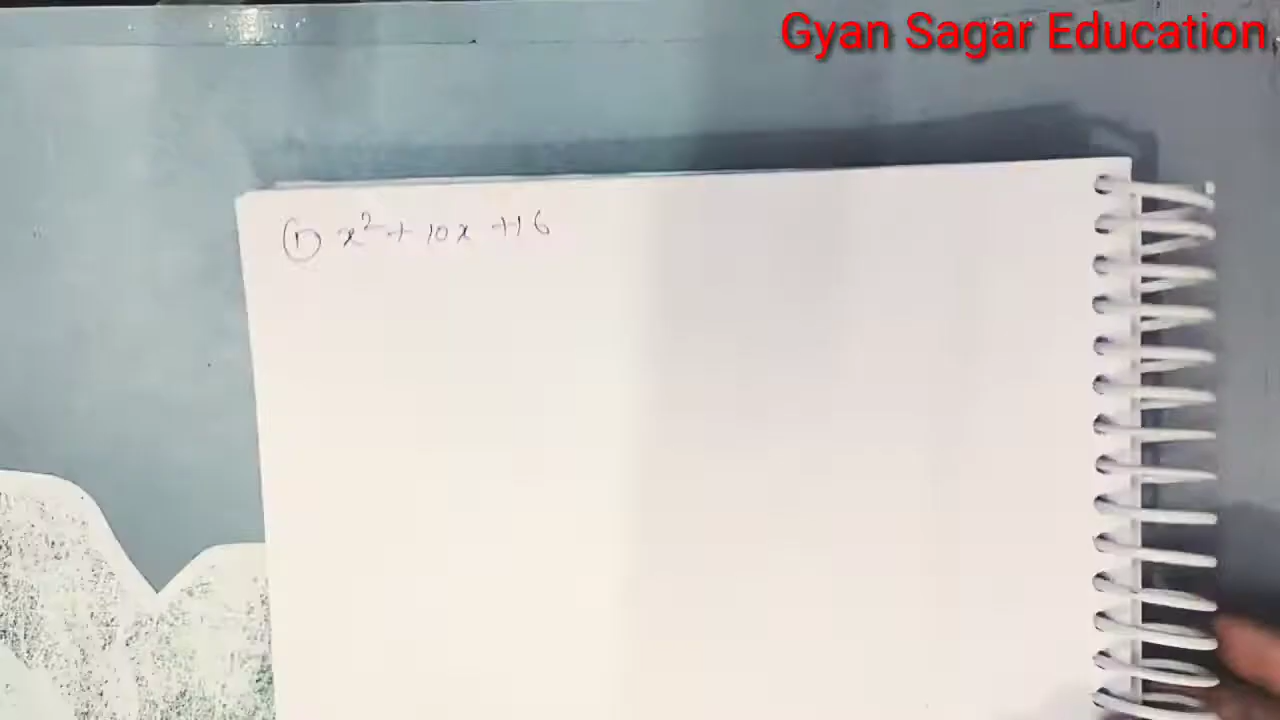 Gyan Sagar Education
① x² + 10x + 16